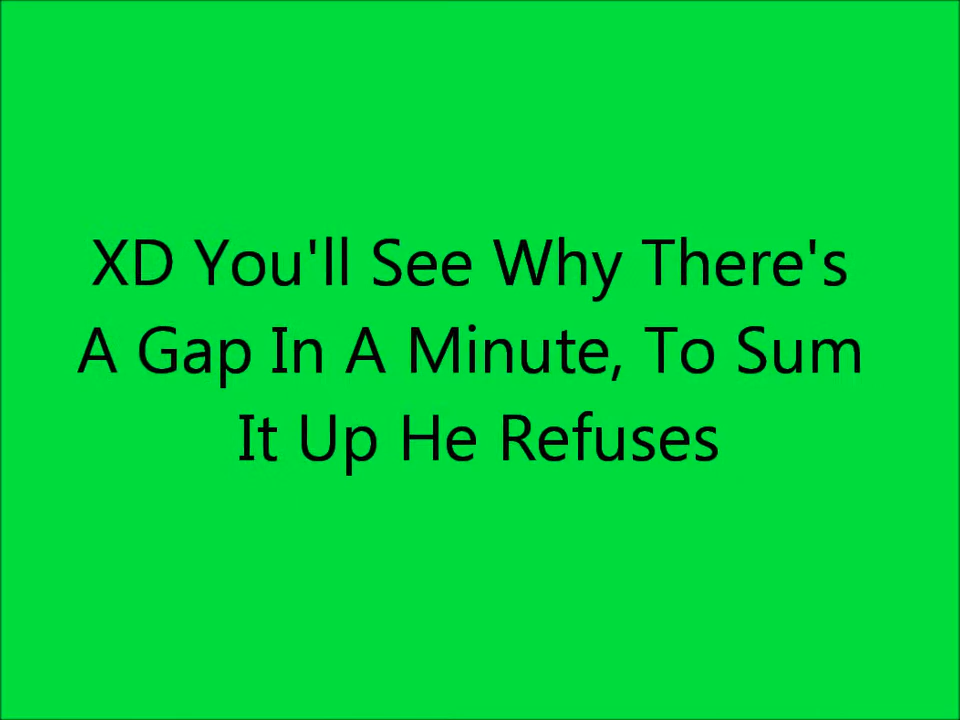 XD You'll See Why There's
A Gap In A Minute, To Sum
It Up He Refuses